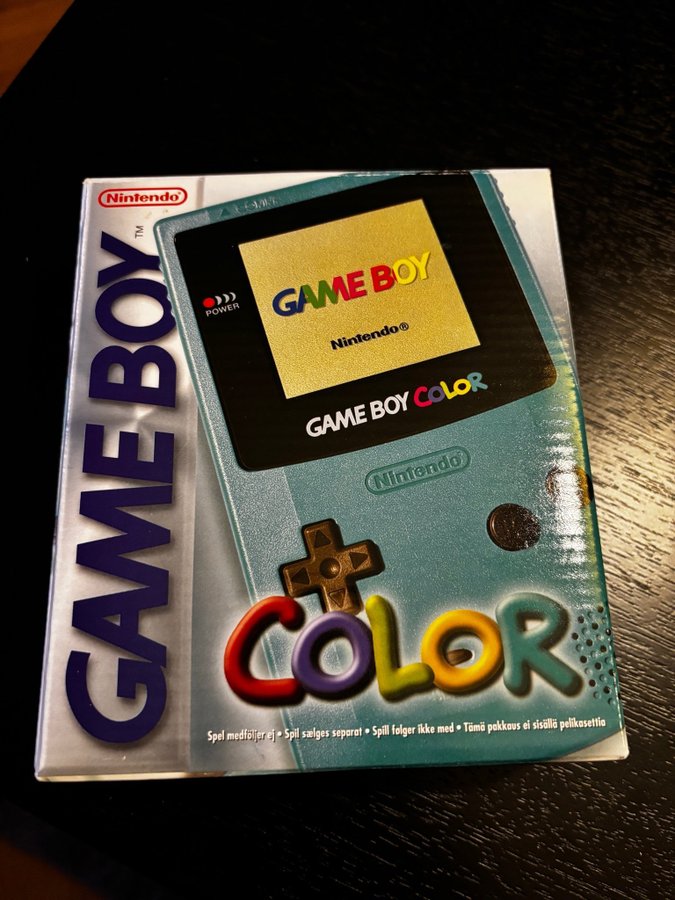 Nintendo®
GAME BOY™
POWER
GAME BOY
Nintendo®
GAME BOY COLOR
Nintendo
COLOR
Spel medföljer ej • Spil sælges separat • Spill følger ikke med • Tämä pakkaus ei sisällä pelikasettia